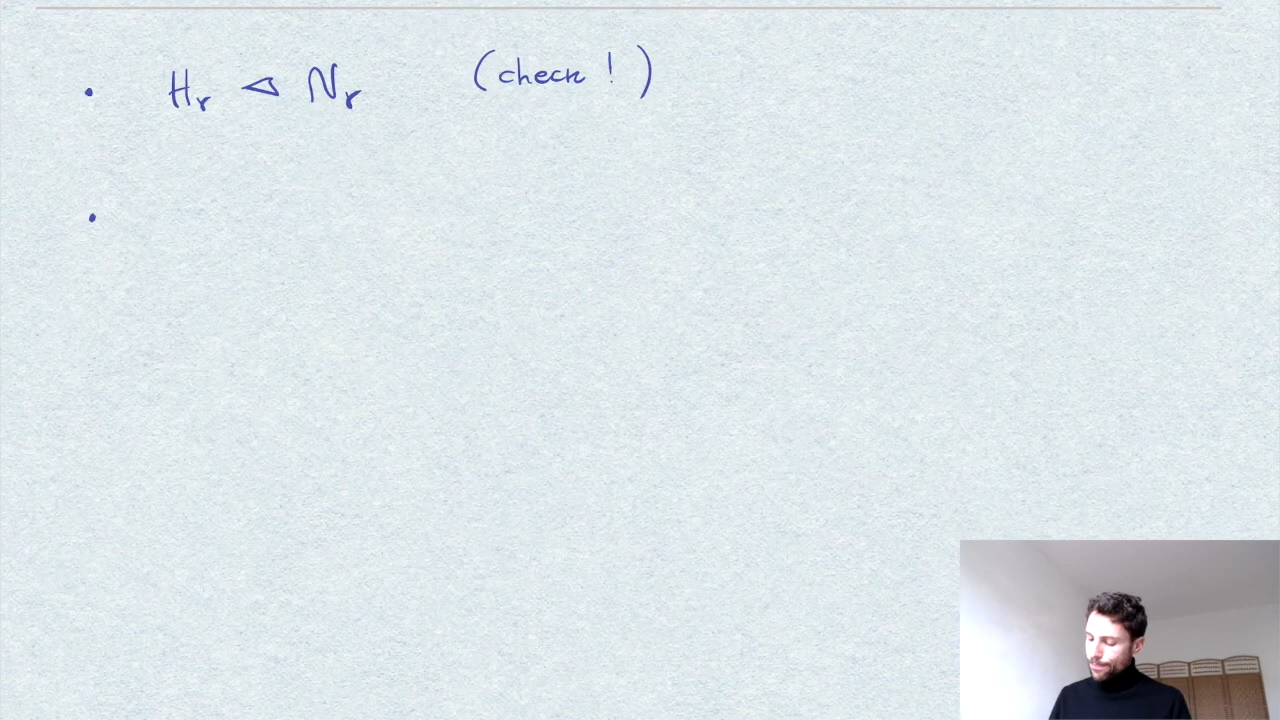 • H_r ◁ N_r (check!)
•